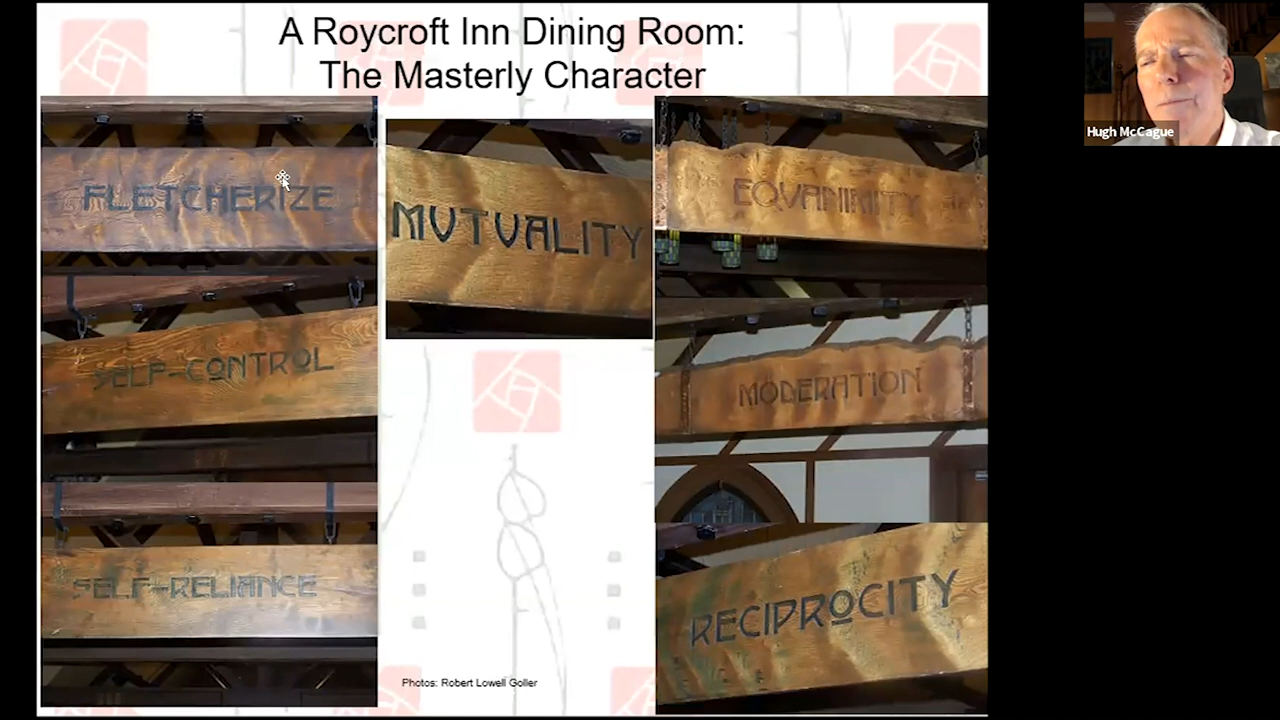 A Roycroft Inn Dining Room:
The Masterly Character
FLETCHERIZE
SELF-CONTROL
SELF-RELIANCE
MVTVALITY
EQVANIMITY
MODERATION
RECIPROCITY
Photos: Robert Lowell Goller
Hugh McCague